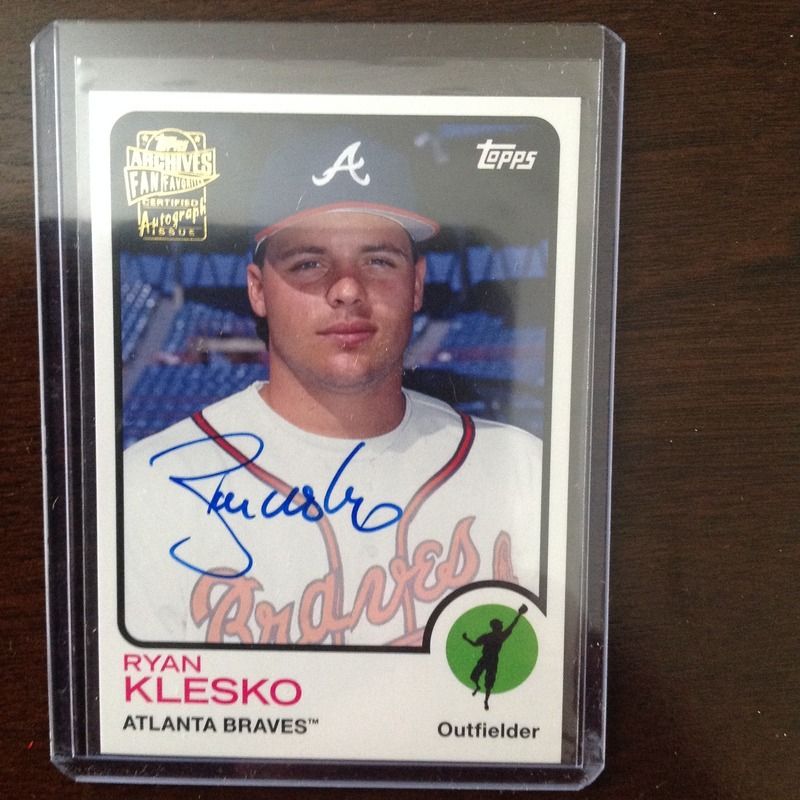 Topps
ARCHIVES
FAN FAVORITES
CERTIFIED
Autograph
ISSUE
topps
A
Braves
RYAN
KLESKO
ATLANTA BRAVES™
Outfielder